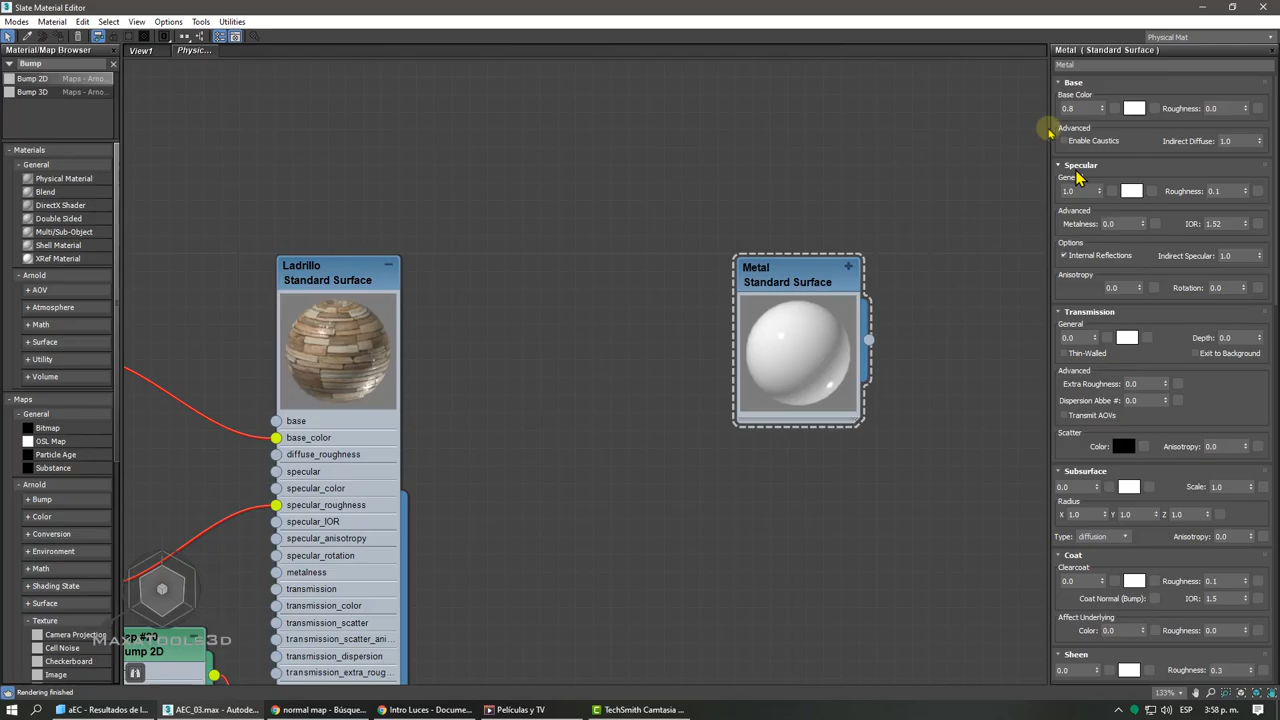 Slate Material Editor
Modes Material Edit Select View Options Tools Utilities
Physical Mat
Material/Map Browser
View1 Physic...
Metal ( Standard Surface )
Bump
Metal
Bump 2D Maps - Arno...
Bump 3D Maps - Arno...
Materials
General
Physical Material
Blend
DirectX Shader
Double Sided
Multi/Sub-Object
Shell Material
XRef Material
Arnold
+ AOV
+ Atmosphere
+ Math
+ Surface
+ Utility
+ Volume
Maps
General
Bitmap
OSL Map
Particle Age
Substance
Arnold
+ Bump
+ Color
+ Conversion
+ Environment
+ Math
+ Shading State
+ Surface
- Texture
Camera Projection
Cell Noise
Checkerboard
Image
Ladrillo
Standard Surface
base
base_color
diffuse_roughness
specular
specular_color
specular_roughness
specular_IOR
specular_anisotropy
specular_rotation
metalness
transmission
transmission_color
transmission_scatter
transmission_scatter_ani...
transmission_dispersion
transmission_extra_roug...
MAX TOOLS3D
Metal
Standard Surface
Base
Base Color
0.8 Roughness: 0.0
Advanced
Enable Caustics Indirect Diffuse: 1.0
Specular
1.0 Roughness: 0.1
Advanced
Metalness: 0.0 IOR: 1.52
Options
Internal Reflections Indirect Specular: 1.0
Anisotropy
0.0 Rotation: 0.0
Transmission
General
0.0 Depth: 0.0
Thin-Walled Exit to Background
Advanced
Extra Roughness: 0.0
Dispersion Abbe #: 0.0
Transmit AOVs
Scatter
Color: Anisotropy: 0.0
Subsurface
0.0 Scale: 1.0
Radius
X 1.0 Y 1.0 Z 1.0
Type: diffusion Anisotropy: 0.0
Coat
Clearcoat
0.0 Roughness: 0.1
Coat Normal (Bump): IOR: 1.5
Affect Underlying
Color: 0.0 Roughness: 0.0
Sheen
0.0 Roughness: 0.3
Rendering finished
133%
aEC - Resultados de l... AEC_03.max - Autode... normal map - Búsque... Intro Luces - Docume... Películas y TV TechSmith Camtasia ... ESP 3:58 p. m.